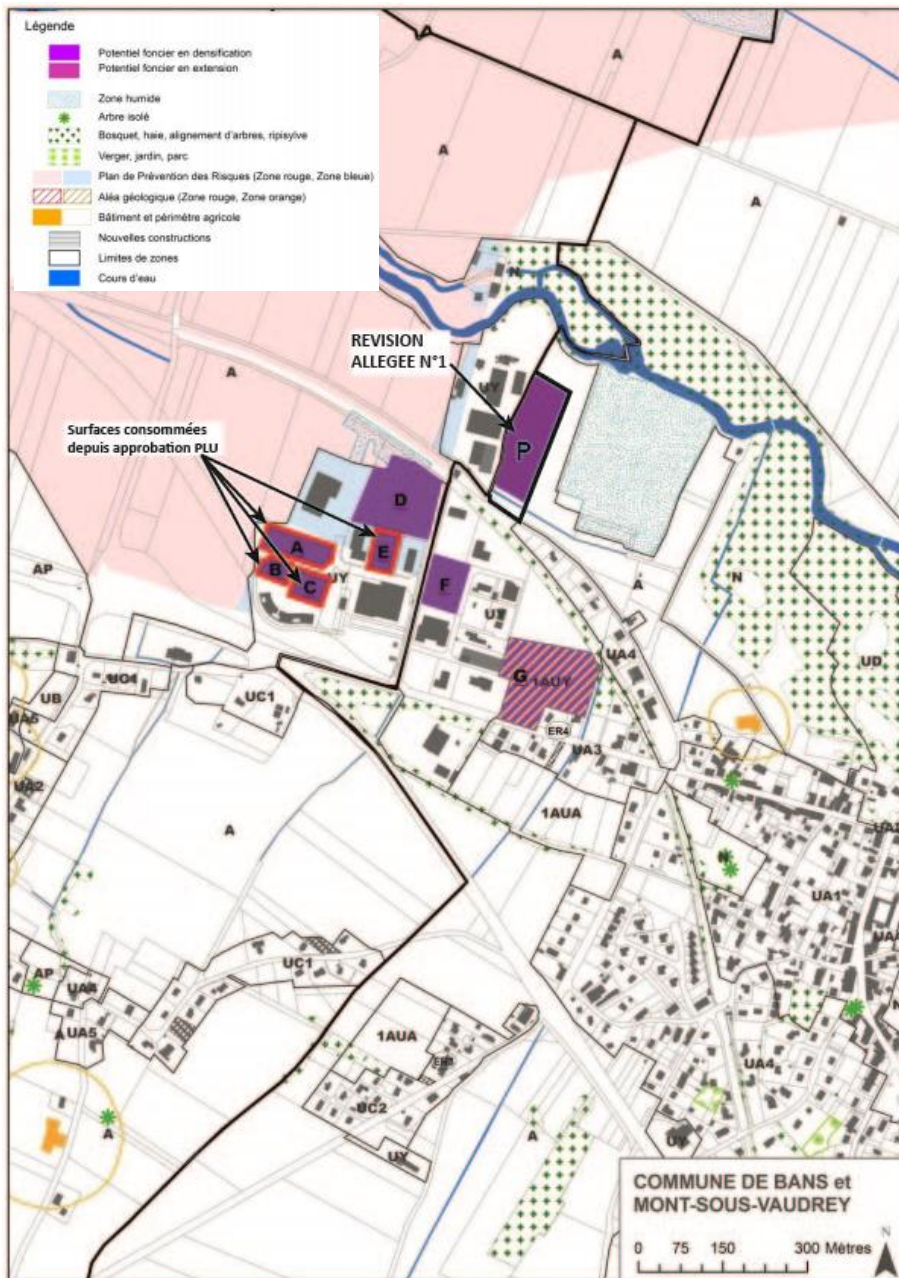 Légende
Potentiel foncier en densification
Potentiel foncier en extension
Zone humide
Arbre isolé
Bosquet, haie, alignement d'arbres, ripisylve
Verger, jardin, parc
Plan de Prévention des Risques (Zone rouge, Zone bleue)
Aléa géologique (Zone rouge, Zone orange)
Bâtiment et périmètre agricole
Nouvelles constructions
Limites de zones
Cours d'eau
A
A
A
A
N
REVISION
ALLEGEE N°1
A
UY
P
Surfaces consommées
depuis approbation PLU
D
A
E
B
UY
C
AP
F
A
N
UA4
UD
G
1AUY
UC1
UB
UC1
ER4
UA3
UA5
UA2
1AUA
A
N
UA1
UC1
AP
UA4
UA5
A
1AUA
UA4
UC2
A
A
UY
UY
COMMUNE DE BANS et
MONT-SOUS-VAUDREY
N
0 75 150 300 Mètres